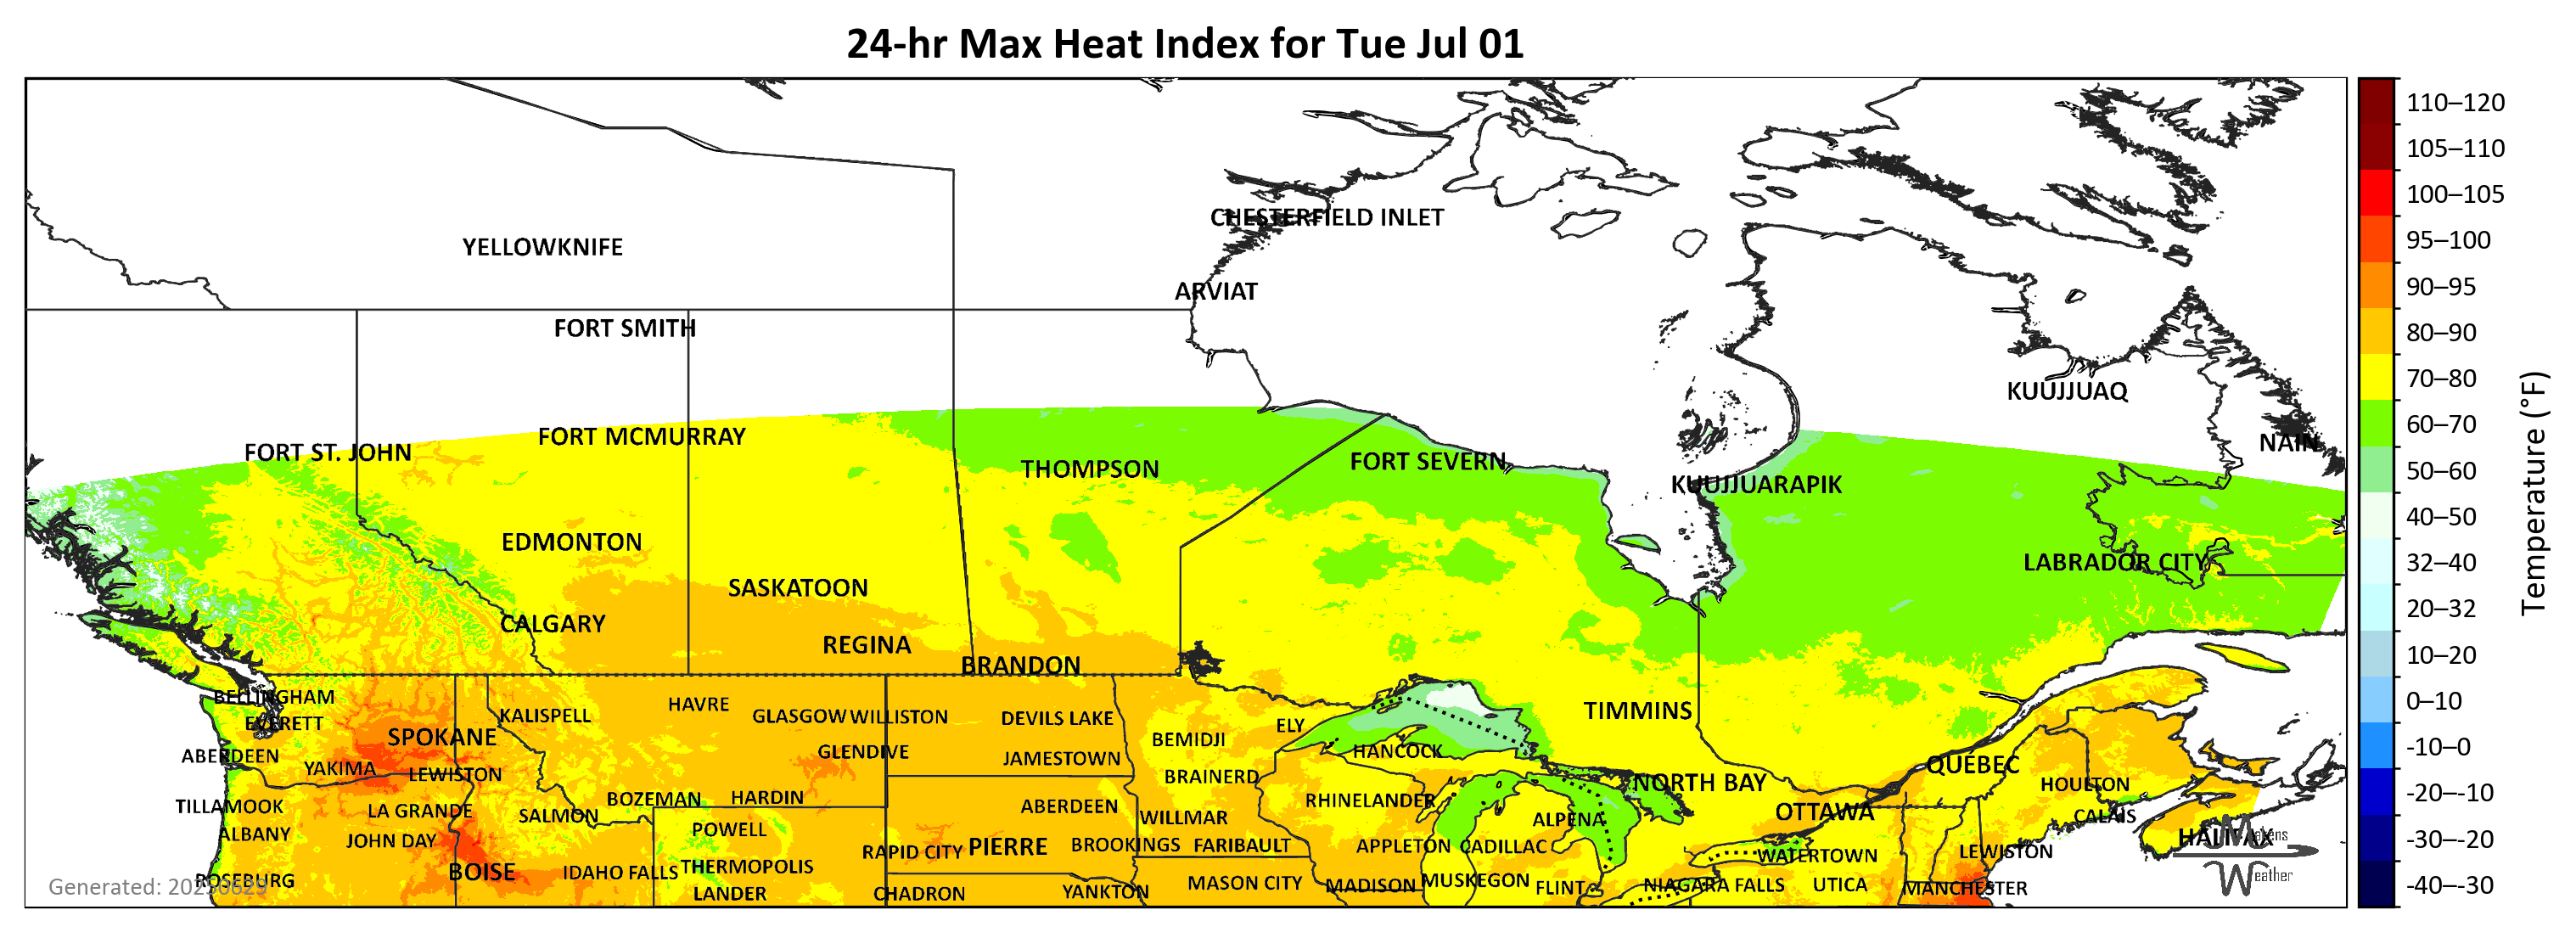 24-hr Max Heat Index for Tue Jul 01
110–120
105–110
CHESTERFIELD INLET
100–105
YELLOWKNIFE
95–100
ARVIAT
90–95
FORT SMITH
80–90
KUUJJUAQ
70–80
FORT MCMURRAY
60–70
FORT ST. JOHN
NAIN
THOMPSON
FORT SEVERN
50–60
KUUJJUARAPIK
40–50
EDMONTON
LABRADOR CITY
32–40
SASKATOON
20–32
CALGARY
REGINA
10–20
BRANDON
BELLINGHAM
HAVRE
0–10
KALISPELL
GLASGOW
WILLISTON
DEVILS LAKE
TIMMINS
EVERETT
ELY
SPOKANE
BEMIDJI
-10–0
ABERDEEN
GLENDIVE
JAMESTOWN
HANCOCK
QUÉBEC
YAKIMA
LEWISTON
BRAINERD
NORTH BAY
HOULTON
-20–-10
TILLAMOOK
LA GRANDE
SALMON
BOZEMAN
HARDIN
ABERDEEN
WILLMAR
RHINELANDER
ALPENA
OTTAWA
CALAIS
ALBANY
JOHN DAY
POWELL
RAPID CITY
PIERRE
BROOKINGS
FARIBAULT
APPLETON
CADILLAC
WATERTOWN
LEWISTON
HALIFAX
-30–-20
Makens
Weather
ROSEBURG
BOISE
IDAHO FALLS
THERMOPOLIS
LANDER
CHADRON
YANKTON
MASON CITY
MADISON
MUSKEGON
FLINT
NIAGARA FALLS
UTICA
MANCHESTER
-40–-30
Generated: 20250629
Temperature (°F)